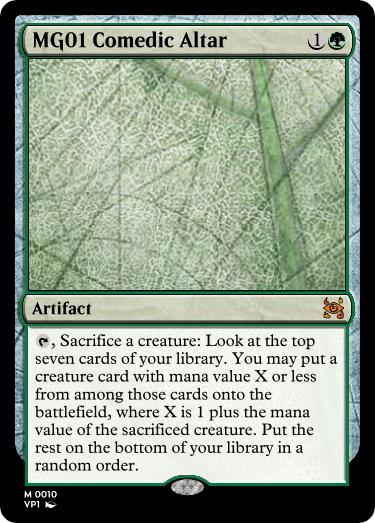 MG01 Comedic Altar 1
Artifact
, Sacrifice a creature: Look at the top
seven cards of your library. You may put a
creature card with mana value X or less
from among those cards onto the
battlefield, where X is 1 plus the mana
value of the sacrificed creature. Put the
rest on the bottom of your library in a
random order.
M 0010
VP1